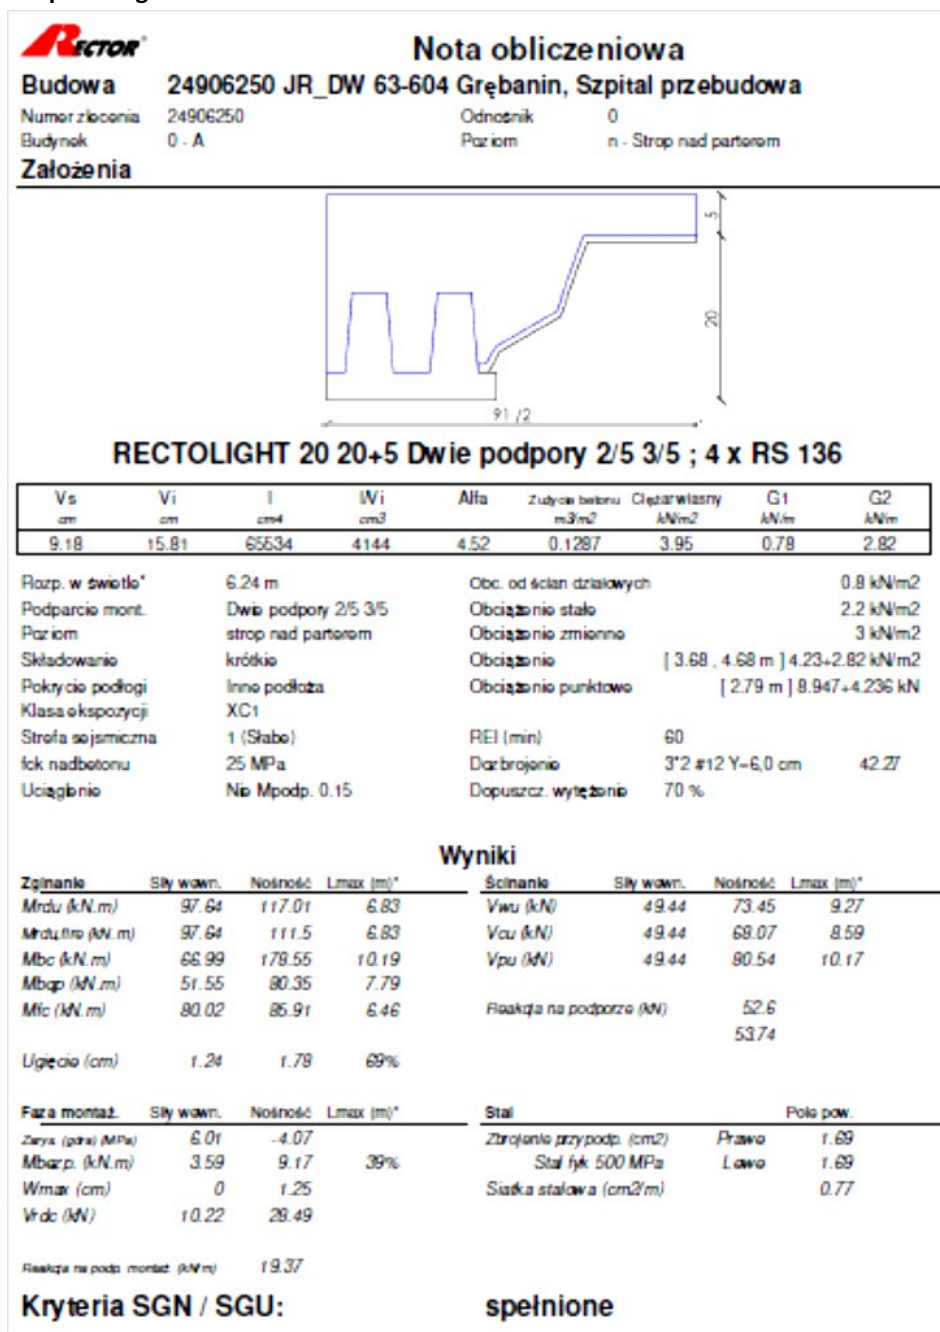 RECTOR®
Nota obliczeniowa
Budowa 24906250 JR_DW 63-604 Grębanin, Szpital przebudowa
Numer zlecenia 24906250 Odnośnik 0
Budynek 0 - A Poziom n - Strop nad parterem
Założenia
5
20
91 /2
RECTOLIGHT 20 20+5 Dwie podpory 2/5 3/5 ; 4 x RS 136
Vs Vi I I/Vi Alfa Zużycie betonu Ciężar własny G1 G2
cm cm cm4 cm3 m3/m2 kN/m2 kN/m kN/m
9.18 15.81 65534 4144 4.52 0.1287 3.95 0.78 2.82
Rozp. w świetle* 6.24 m Obc. od ścian działowych 0.8 kN/m2
Podparcie mont. Dwie podpory 2/5 3/5 Obciążenie stałe 2.2 kN/m2
Poziom strop nad parterem Obciążenie zmienne 3 kN/m2
Składowanie krótkie Obciążenie [ 3.68 , 4.68 m ] 4.23+2.82 kN/m2
Pokrycie podłogi Inne podłoża Obciążenie punktowe [ 2.79 m ] 8.947+4.236 kN
Klasa ekspozycji XC1
Strefa sejsmiczna 1 (Słabe) REI (min) 60
fck nadbetonu 25 MPa Dozbrojenie 3*2 #12 Y=6,0 cm 42.27
Uciąglenie Nie Mpodp. 0.15 Dopuszcz. wytężenie 70 %
Wyniki
Zginanie Siły wewn. Nośność Lmax (m)* Ścinanie Siły wewn. Nośność Lmax (m)*
Mrdu (kN.m) 97.64 117.01 6.83 Vwu (kN) 49.44 73.45 9.27
Mrdu,fire (kN.m) 97.64 111.5 6.83 Vcu (kN) 49.44 68.07 8.59
Mbc (kN.m) 66.99 178.55 10.19 Vpu (kN) 49.44 80.54 10.17
Mbqp (kN.m) 51.55 80.35 7.79
Mfc (kN.m) 80.02 85.91 6.46 Reakcja na podporze (kN) 52.6
53.74
Ugięcie (cm) 1.24 1.78 69%
Faza montaż. Siły wewn. Nośność Lmax (m)* Stal Pole pow.
Zarys. (góra) (MPa) 6.01 -4.07 Zbrojenie przy podp. (cm2) Prawe 1.69
Mbezp. (kN.m) 3.59 9.17 39% Stal fyk 500 MPa Lewe 1.69
Wmax (cm) 0 1.25 Siatka stalowa (cm2/m) 0.77
Vrdc (kN) 10.22 28.49
Reakcja na podp. montaż. (kN/m) 19.37
Kryteria SGN / SGU: spełnione